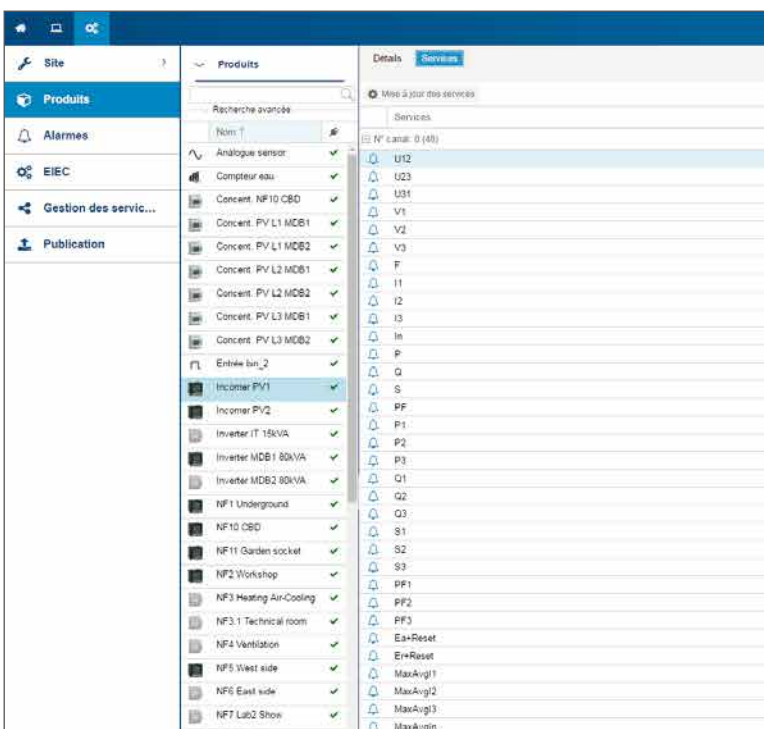 Site
Produits
Alarmes
EIEC
Gestion des servic...
Publication
Produits
Recherche avancée
Nom ↑
Analogue sensor
Compteur eau
Concent. NF10 CBD
Concent. PV L1 MDB1
Concent. PV L1 MDB2
Concent. PV L2 MDB1
Concent. PV L2 MDB2
Concent. PV L3 MDB1
Concent. PV L3 MDB2
Entrée bin_2
Incomer PV1
Incomer PV2
Inverter IT 15kVA
Inverter MDB1 80kVA
Inverter MDB2 80kVA
NF1 Underground
NF10 CBD
NF11 Garden socket
NF2 Workshop
NF3 Heating Air-Cooling
NF3.1 Technical room
NF4 Ventilation
NF5 West side
NF6 East side
NF7 Lab2 Show
Details Services
Mise à jour des services
Services
N° canal: 0 (48)
U12
U23
U31
V1
V2
V3
F
I1
I2
I3
In
P
Q
S
PF
P1
P2
P3
Q1
Q2
Q3
S1
S2
S3
PF1
PF2
PF3
Ea+Reset
Er+Reset
MaxAvgI1
MaxAvgI2
MaxAvgI3
MaxAvgIn